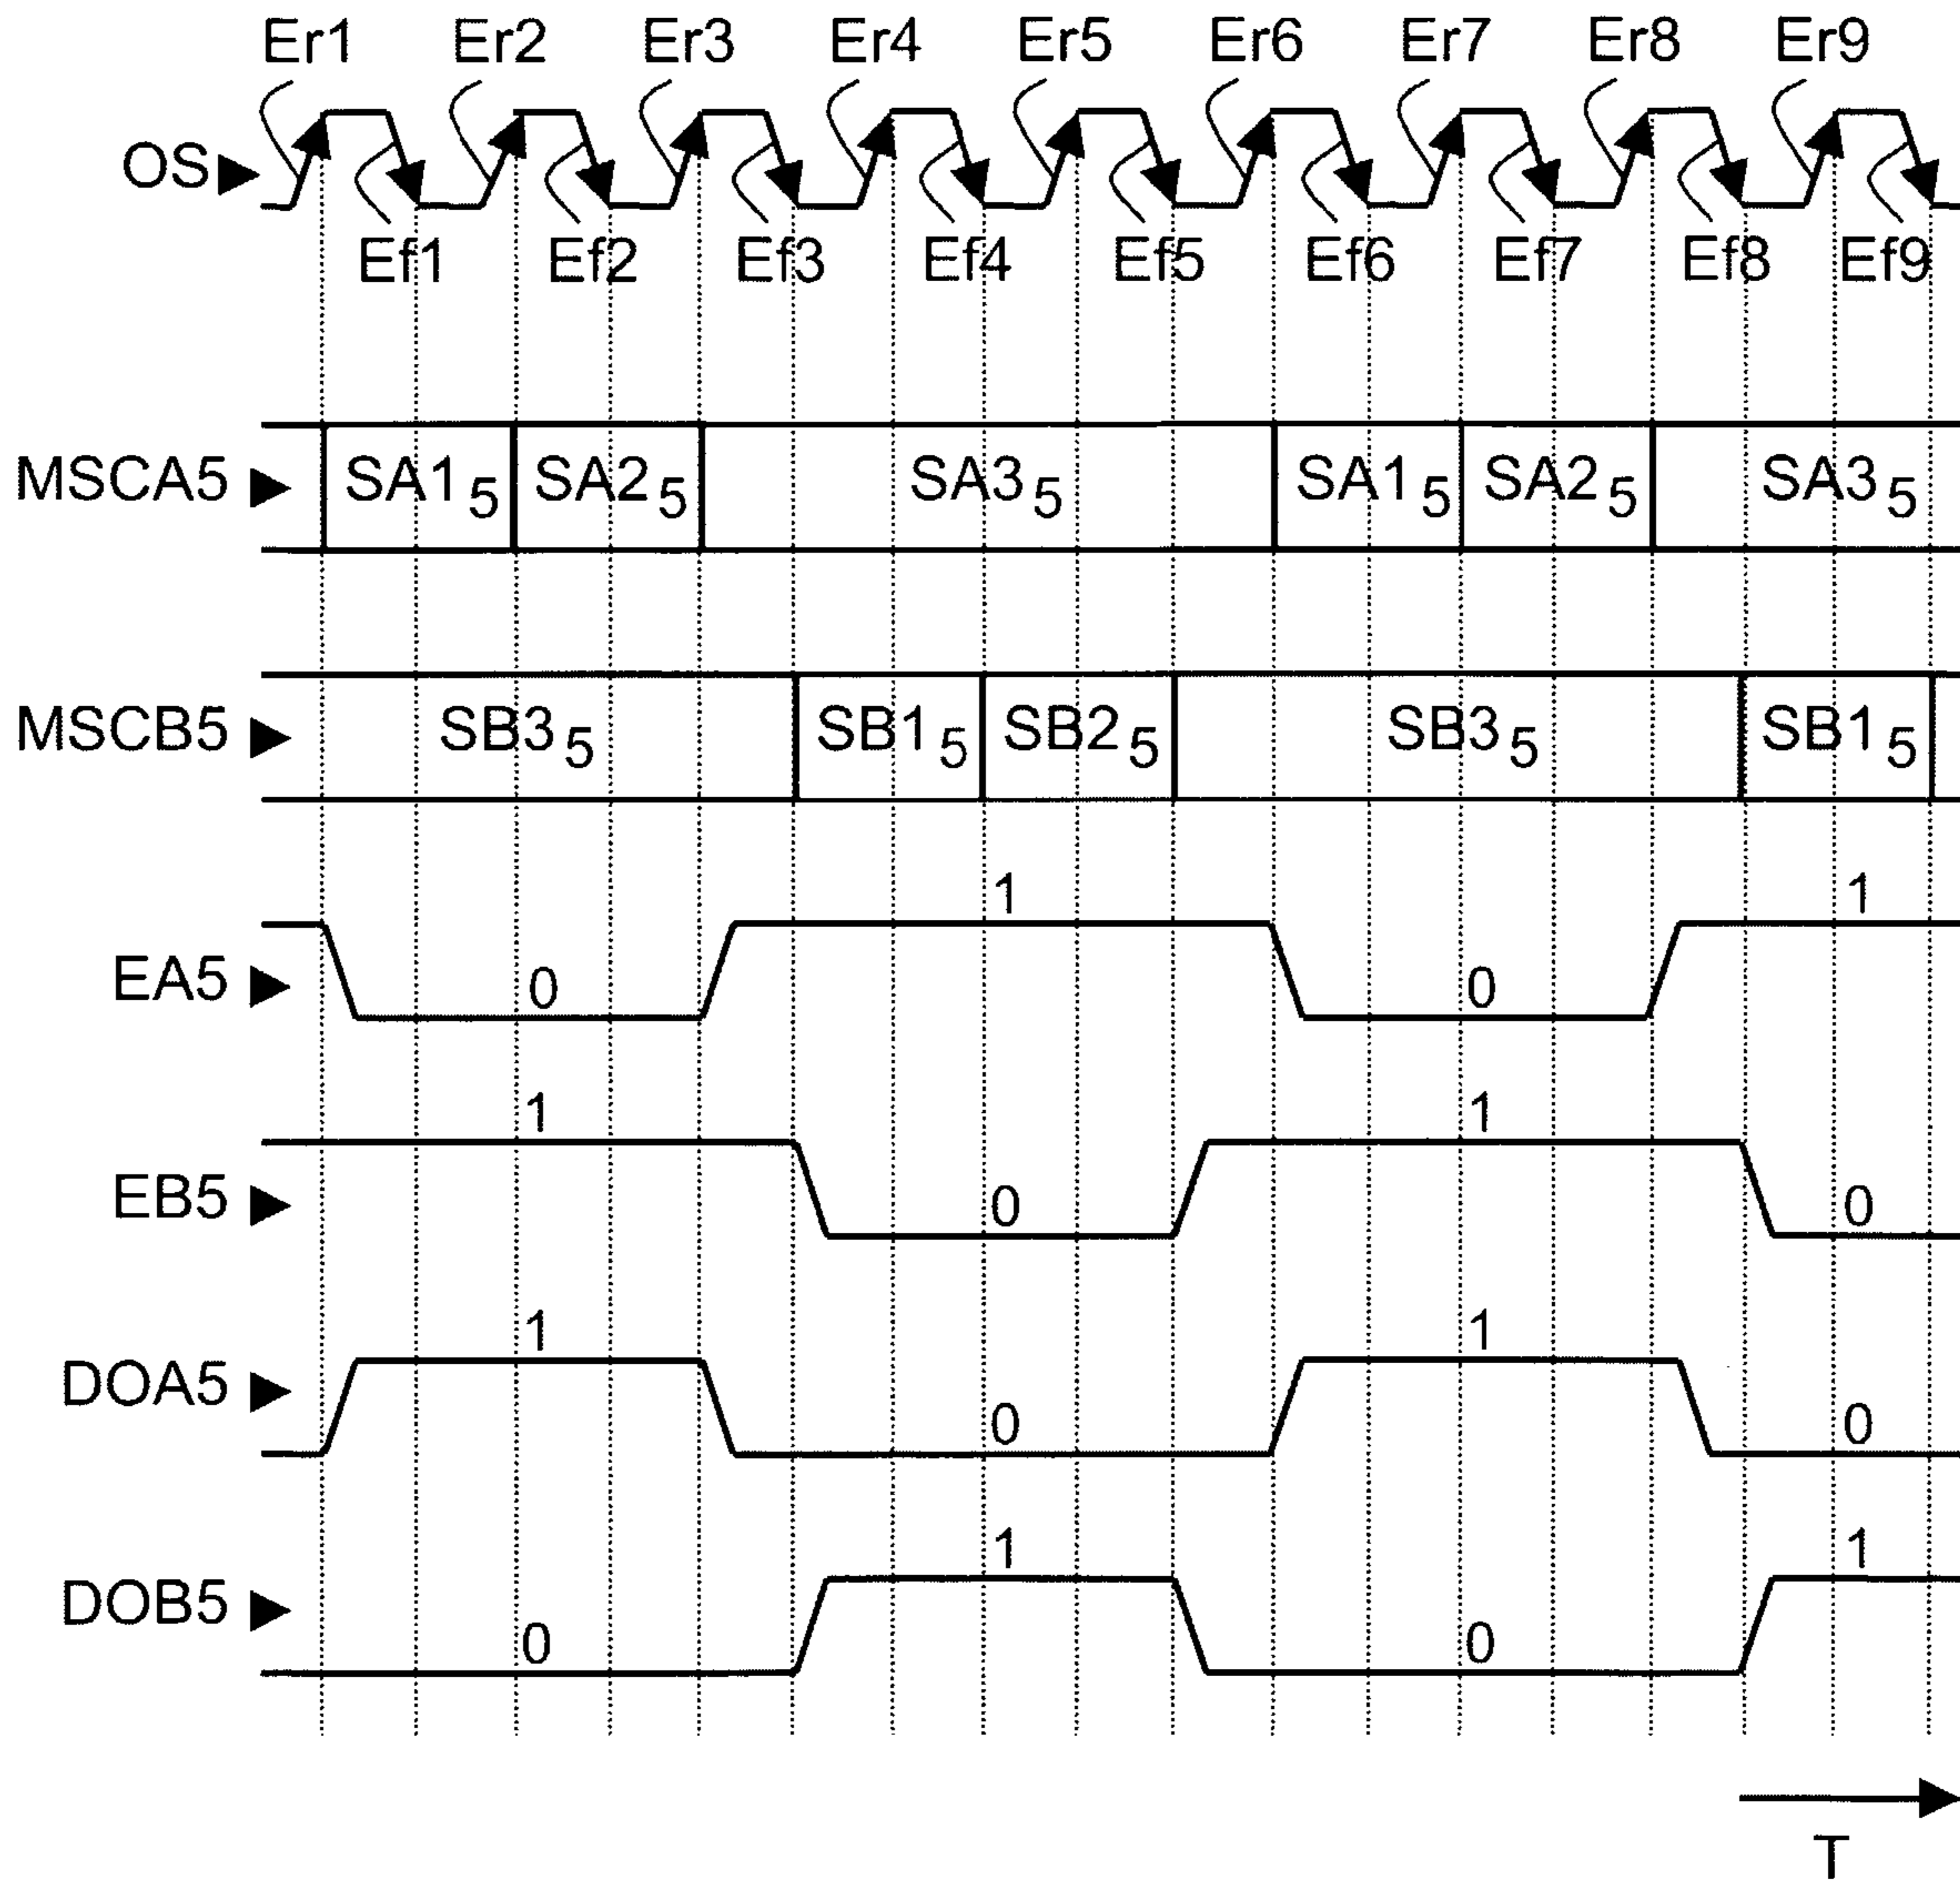 Er1 Er2 Er3 Er4 Er5 Er6 Er7 Er8 Er9
OS
Ef1 Ef2 Ef3 Ef4 Ef5 Ef6 Ef7 Ef8 Ef9
MSCA5 SA1₅ SA2₅ SA3₅ SA1₅ SA2₅ SA3₅
MSCB5 SB3₅ SB1₅ SB2₅ SB3₅ SB1₅
1 1
EA5 0 0
1 1
EB5 0 0
1 1
DOA5 0 0
1 1
DOB5 0 0
T